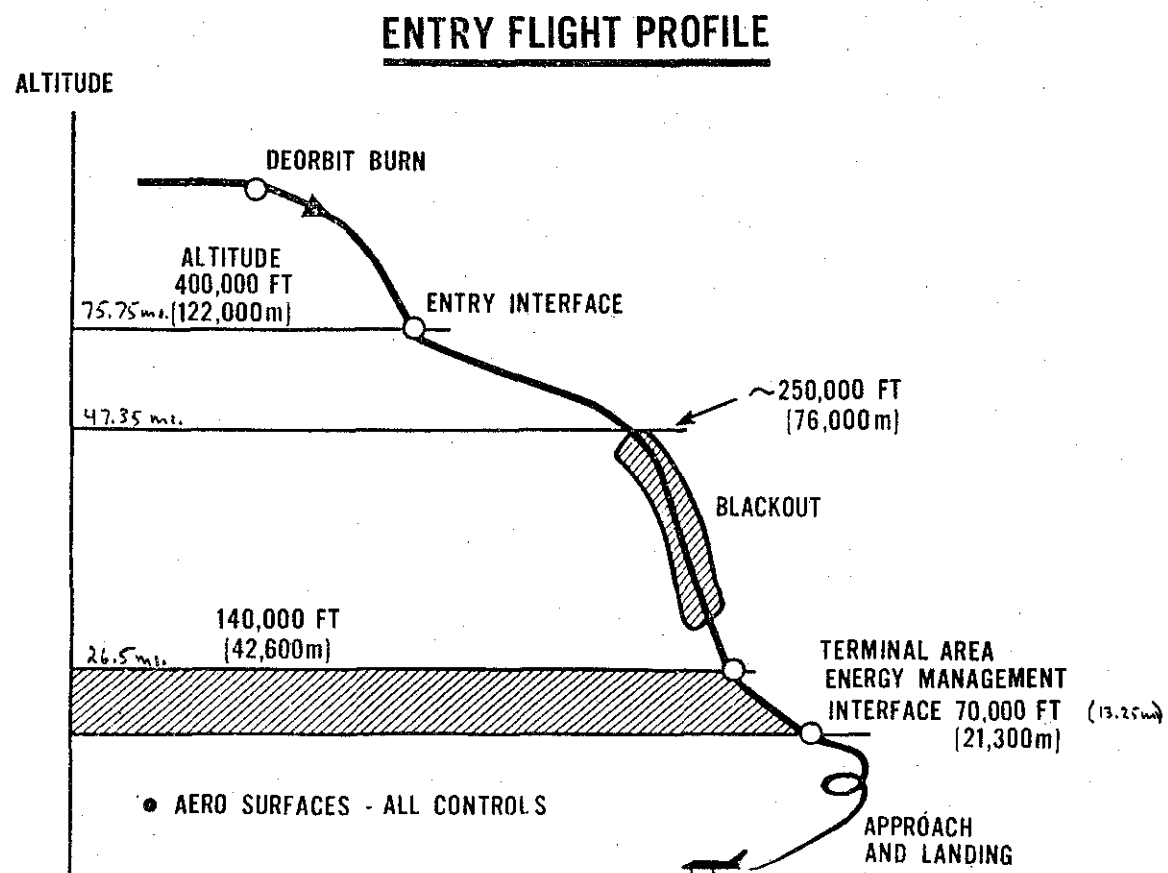 ENTRY FLIGHT PROFILE
ALTITUDE
DEORBIT BURN
ALTITUDE
400,000 FT
75.75 mi. (122,000m)
ENTRY INTERFACE
~250,000 FT
(76,000m)
47.35 mi.
BLACKOUT
140,000 FT
(42,600m)
26.5 mi.
TERMINAL AREA
ENERGY MANAGEMENT
INTERFACE 70,000 FT (13.25mi)
(21,300m)
● AERO SURFACES - ALL CONTROLS
APPROACH
AND LANDING